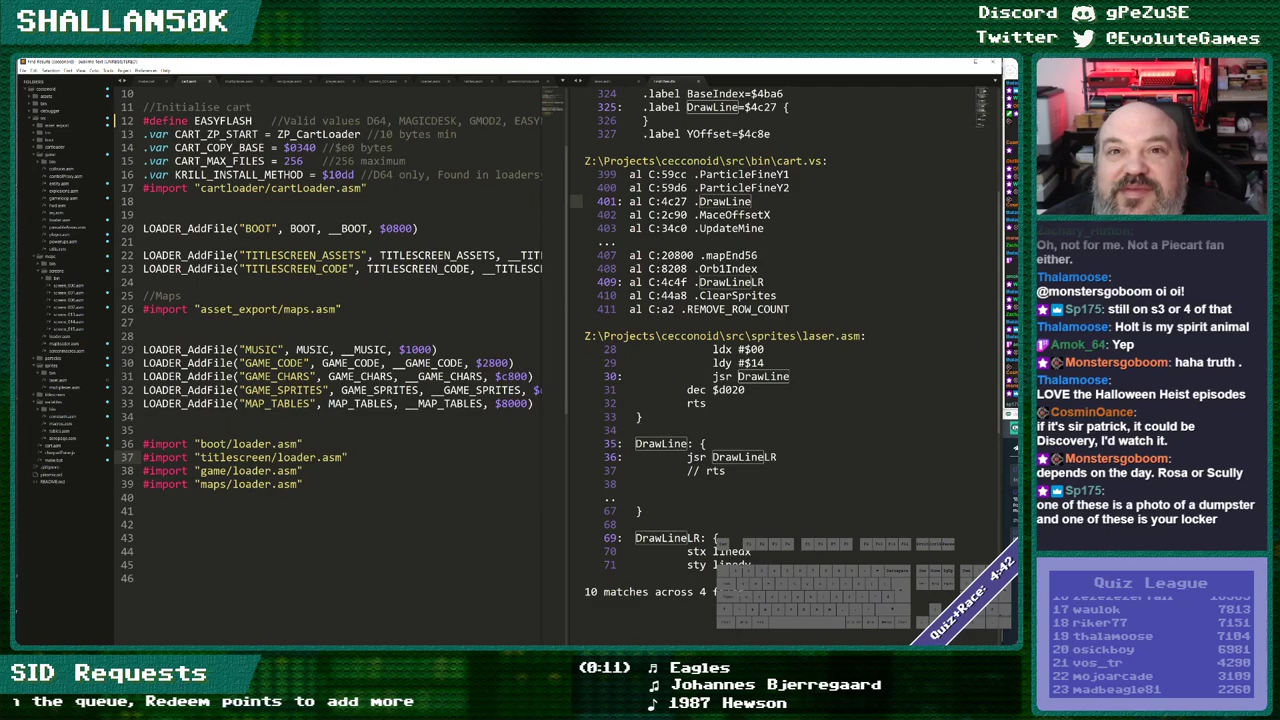 SHALLAN50K
Discord gPeZuSE
Twitter @EvoluteGames
10
11 //Initialise cart
12 #define EASYFLASH valid values D64, MAGICDESK, GMOD2, EASY
13 .var CART_ZP_START = ZP_CartLoader //10 bytes min
14 .var CART_COPY_BASE = $0340 //$e0 bytes
15 .var CART_MAX_FILES = 256 //256 maximum
16 .var KRILL_INSTALL_METHOD = $10dd //D64 only, Found in loadersy
17 #import "cartloader/cartLoader.asm"
18
19
20 LOADER_AddFile("BOOT", BOOT, __BOOT, $0800)
21
22 LOADER_AddFile("TITLESCREEN_ASSETS", TITLESCREEN_ASSETS, __TITLES
23 LOADER_AddFile("TITLESCREEN_CODE", TITLESCREEN_CODE, __TITLESC
24
25 //Maps
26 #import "asset_export/maps.asm"
27
28
29 LOADER_AddFile("MUSIC", MUSIC, __MUSIC, $1000)
30 LOADER_AddFile("GAME_CODE", GAME_CODE, __GAME_CODE, $2800)
31 LOADER_AddFile("GAME_CHARS", GAME_CHARS, __GAME_CHARS, $c800)
32 LOADER_AddFile("GAME_SPRITES", GAME_SPRITES, __GAME_SPRITES, $
33 LOADER_AddFile("MAP_TABLES", MAP_TABLES, __MAP_TABLES, $8000)
34
35
36 #import "boot/loader.asm"
37 #import "titlescreen/loader.asm"
38 #import "game/loader.asm"
39 #import "maps/loader.asm"
40
41
42
43
44
45
46
324 .label BaseIndex=$4ba6
325: .label DrawLine=$4c27 {
326 }
327 .label YOffset=$5c8e
Z:\Projects\cecconoid\src\bin\cart.vs:
399 al C:59cc .ParticleFineY1
400 al C:59d6 .ParticleFineY2
401: al C:4c27 .DrawLine
402 al C:2c30 .MaceOffsetX
403 al C:34c0 .UpdateMine
...
407 al C:20800 .mapEnd56
408 al C:8208 .Orb1Index
409: al C:4c4f .DrawLineLR
410 al C:44a8 .ClearSprites
411 al C:a2 .REMOVE_ROW_COUNT
Z:\Projects\cecconoid\src\sprites\laser.asm:
28 ldx #$06
29 ldy #$14
30: jsr DrawLine
31 dec $d020
32 rts
33 }
34
35: DrawLine: {
36: jsr DrawLineLR
37 // rts
38
..
67 }
68
69: DrawLineLR: {
70 stx linedx
71 sty linedy
10 matches across 4 f
Quiz+Race: 4:42
Zachary_Hutton:
Oh, not for me. Not a Piecart fan
either.
Thalamoose:
@monstersgoboom oi oi!
Sp175: still on s3 or 4 of that
Thalamoose: Holt is my spirit animal
Amok_64: Yep
Monstersgoboom: haha truth .
Thalamoose:
LOVE the Halloween Heist episodes
CosminOance:
if it's sir patrick, it could be
Discovery, I'd watch it.
Monstersgoboom:
depends on the day. Rosa or Scully
Sp175:
one of these is a photo of a dumpster
and one of these is your locker
Quiz League
17 waulok 7813
18 riker77 7151
19 thalamoose 7104
20 osickboy 6981
21 vos_tr 4290
22 mojoarcade 3109
23 madbeagle81 2260
SID Requests
n the queue, Redeem points to add more
(0:11) Eagles
Johannes Bjerregaard
1987 Hewson